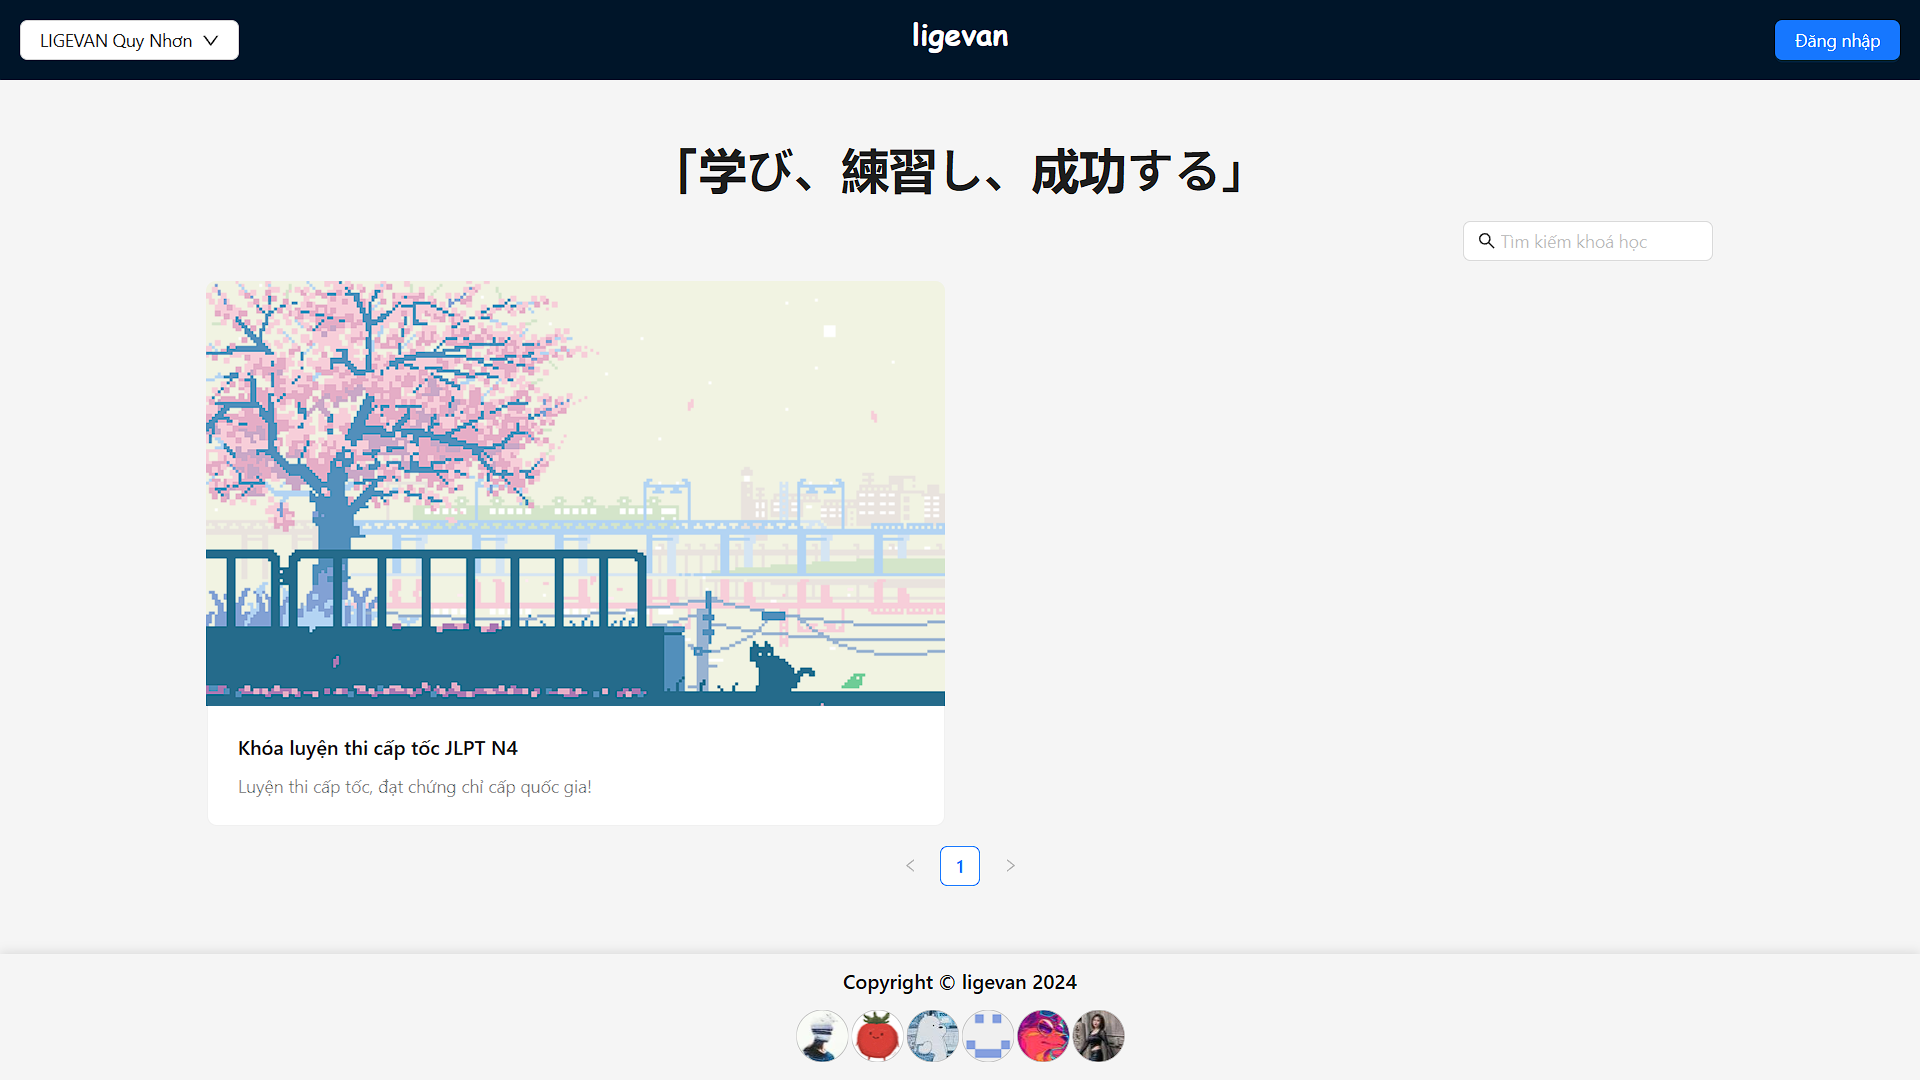 LIGEVAN Quy Nhơn
ligevan
Đăng nhập
「学び、練習し、成功する」
Tìm kiếm khoá học
Khóa luyện thi cấp tốc JLPT N4
Luyện thi cấp tốc, đạt chứng chỉ cấp quốc gia!
1
Copyright © ligevan 2024